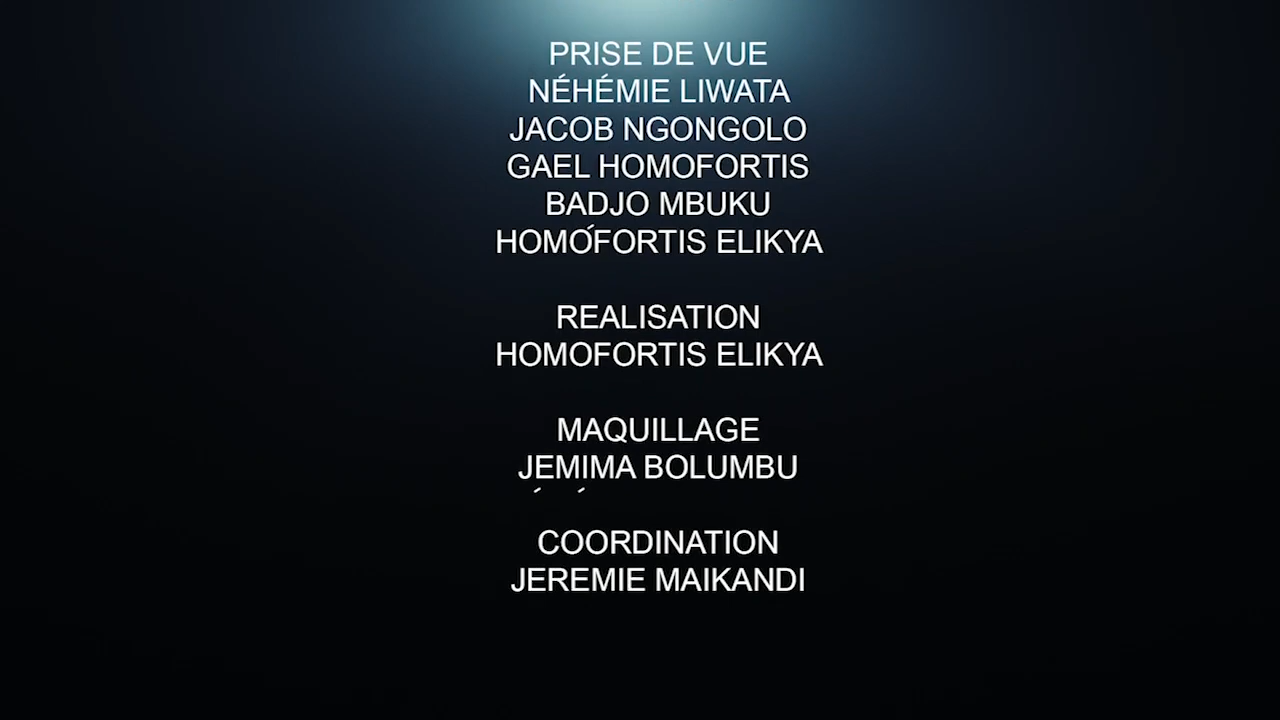 PRISE DE VUE
NÉHÉMIE LIWATA
JACOB NGONGOLO
GAEL HOMOFORTIS
BADJO MBUKU
HOMOFORTIS ELIKYA
REALISATION
HOMOFORTIS ELIKYA
MAQUILLAGE
JEMIMA BOLUMBU
COORDINATION
JEREMIE MAIKANDI